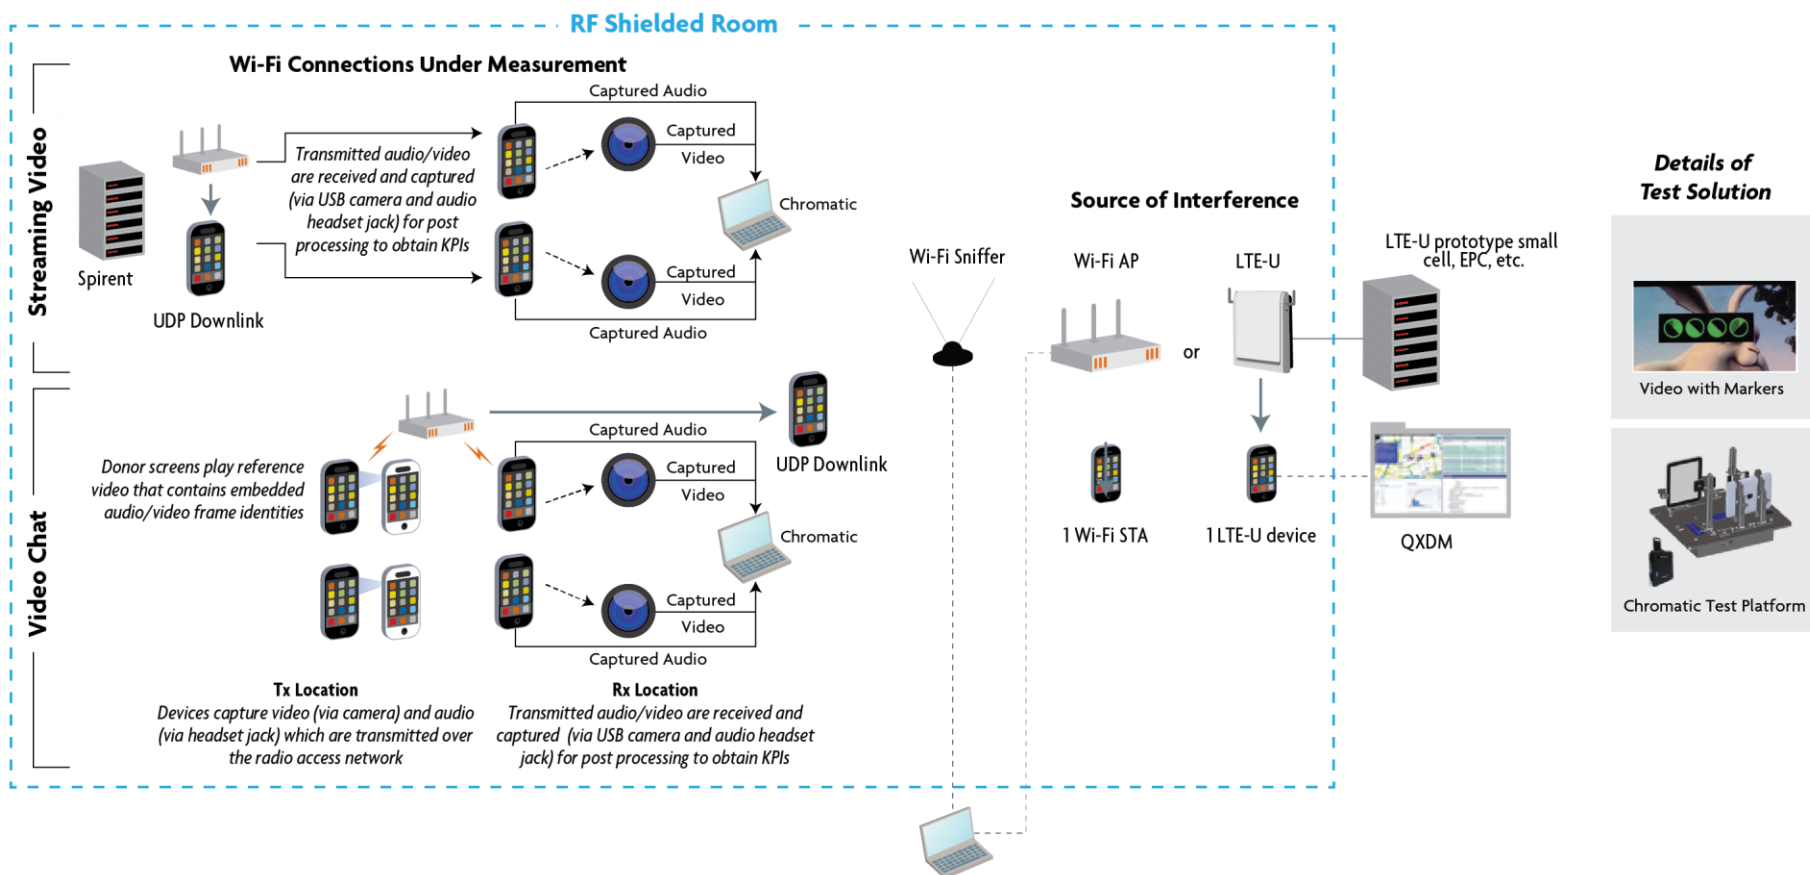 RF Shielded Room
Wi-Fi Connections Under Measurement
Streaming Video
Captured Audio
Captured
Video
Transmitted audio/video
are received and captured
(via USB camera and audio
headset jack) for post
processing to obtain KPIs
Chromatic
Spirent
UDP Downlink
Captured
Video
Captured Audio
Video Chat
UDP Downlink
Captured Audio
Captured
Video
Donor screens play reference
video that contains embedded
audio/video frame identities
Chromatic
Captured
Video
Captured Audio
Tx Location
Devices capture video (via camera) and audio
(via headset jack) which are transmitted over
the radio access network
Rx Location
Transmitted audio/video are received and
captured (via USB camera and audio headset
jack) for post processing to obtain KPIs
Wi-Fi Sniffer
Source of Interference
Wi-Fi AP
or
LTE-U
1 Wi-Fi STA
1 LTE-U device
LTE-U prototype small
cell, EPC, etc.
QXDM
Details of
Test Solution
Video with Markers
Chromatic Test Platform